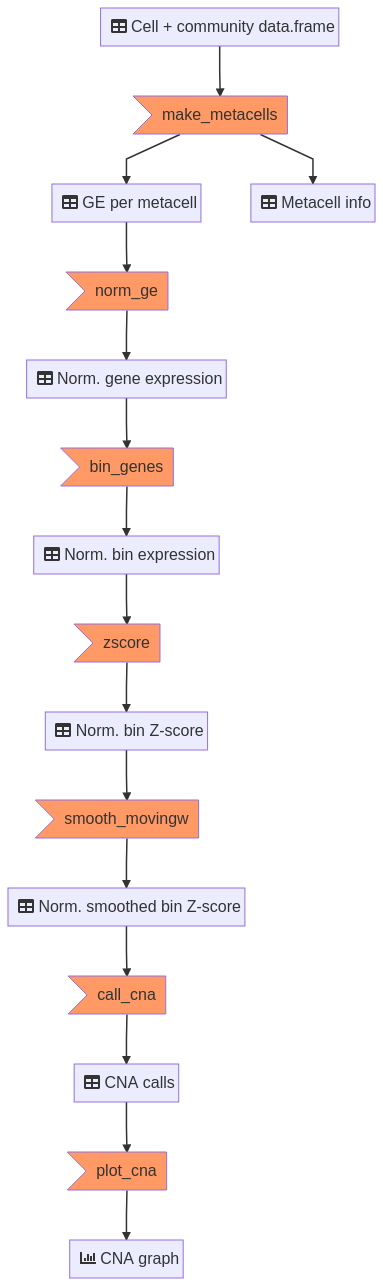 Cell + community data.frame
make_metacells
GE per metacell
Metacell info
norm_ge
Norm. gene expression
bin_genes
Norm. bin expression
zscore
Norm. bin Z-score
smooth_movingw
Norm. smoothed bin Z-score
call_cna
CNA calls
plot_cna
CNA graph